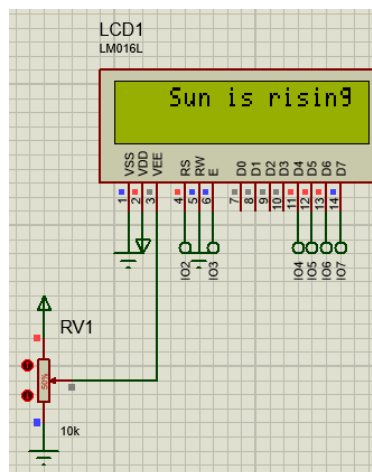 LCD1
LM016L
Sun is rising
VSS VDD VEE RS RW E D0 D1 D2 D3 D4 D5 D6 D7
1 2 3 4 5 6 7 8 9 10 11 12 13 14
IO2 IO3 IO4 IO5 IO6 IO7
RV1
50%
10k